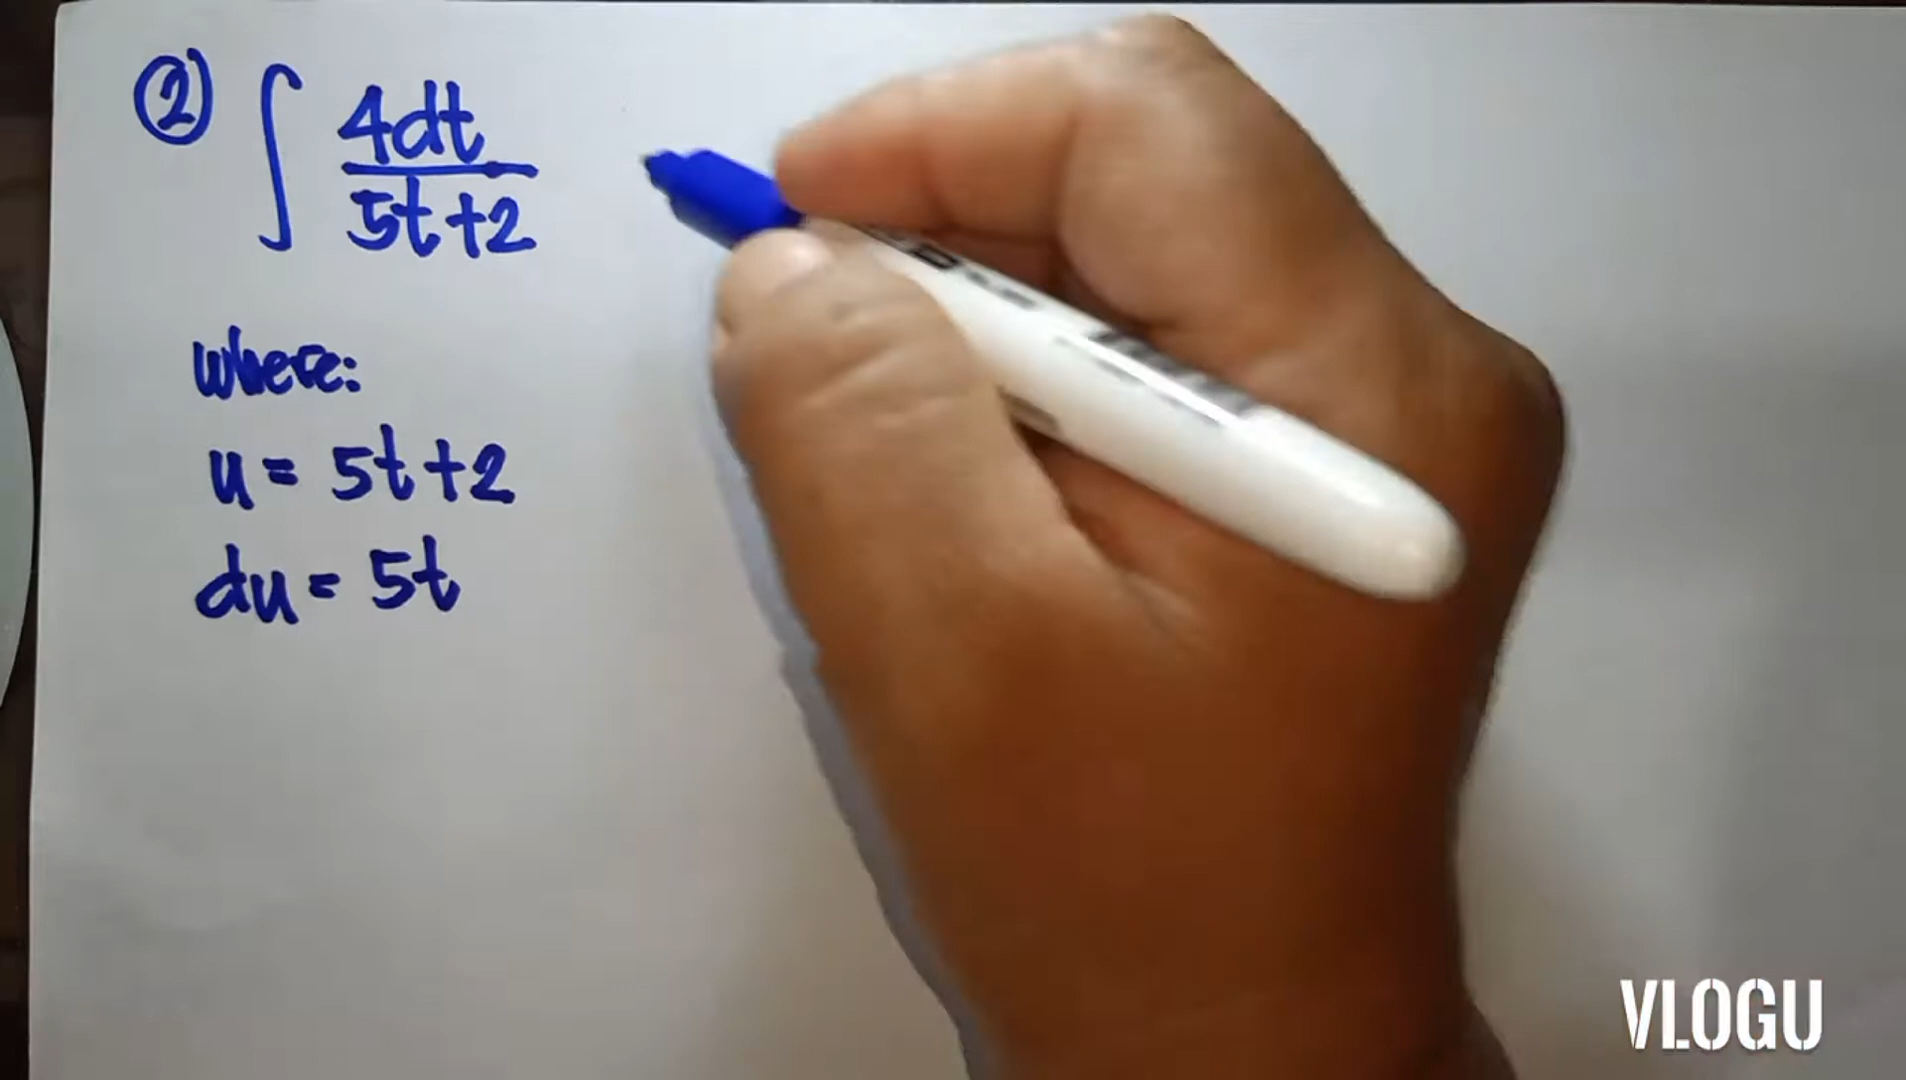 ② ∫ 4dt / 5t+2
where:
u = 5t+2
du = 5t
VLOGU